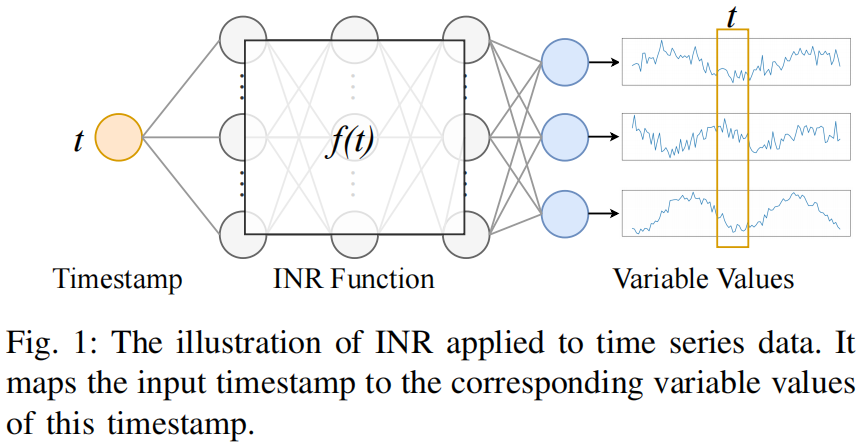 t
t
f(t)
Timestamp
INR Function
Variable Values
Fig. 1: The illustration of INR applied to time series data. It
maps the input timestamp to the corresponding variable values
of this timestamp.